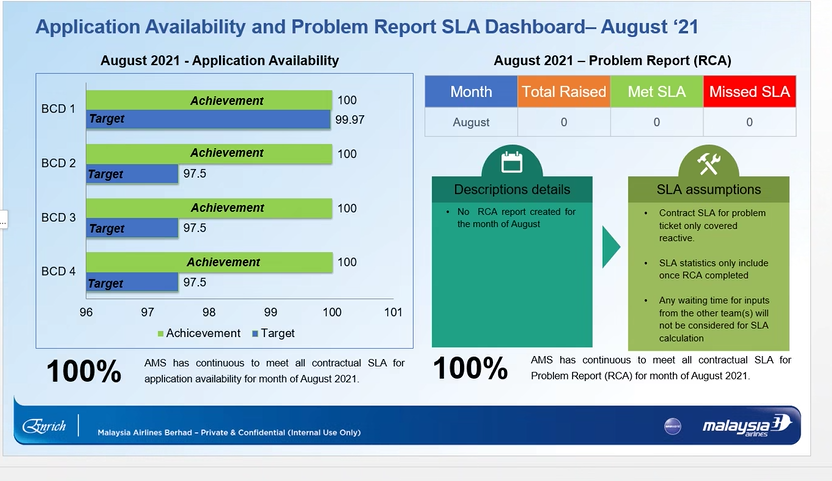 Application Availability and Problem Report SLA Dashboard– August ‘21
August 2021 - Application Availability
BCD 1
Achievement
100
Target
99.97
BCD 2
Achievement
100
Target
97.5
BCD 3
Achievement
100
Target
97.5
BCD 4
Achievement
100
Target
97.5
96 97 98 99 100 101
Achicevement Target
100%
AMS has continuous to meet all contractual SLA for
application availability for month of August 2021.
August 2021 – Problem Report (RCA)
Month Total Raised Met SLA Missed SLA
August 0 0 0
Descriptions details
• No RCA report created for
the month of August
SLA assumptions
• Contract SLA for problem
ticket only covered
reactive.
• SLA statistics only include
once RCA completed
• Any waiting time for inputs
from the other team(s) will
not be considered for SLA
calculation
100%
AMS has continuous to meet all contractual SLA for
Problem Report (RCA) for month of August 2021.
Enrich
Malaysia Airlines Berhad – Private & Confidential (Internal Use Only)
malaysia
airlines